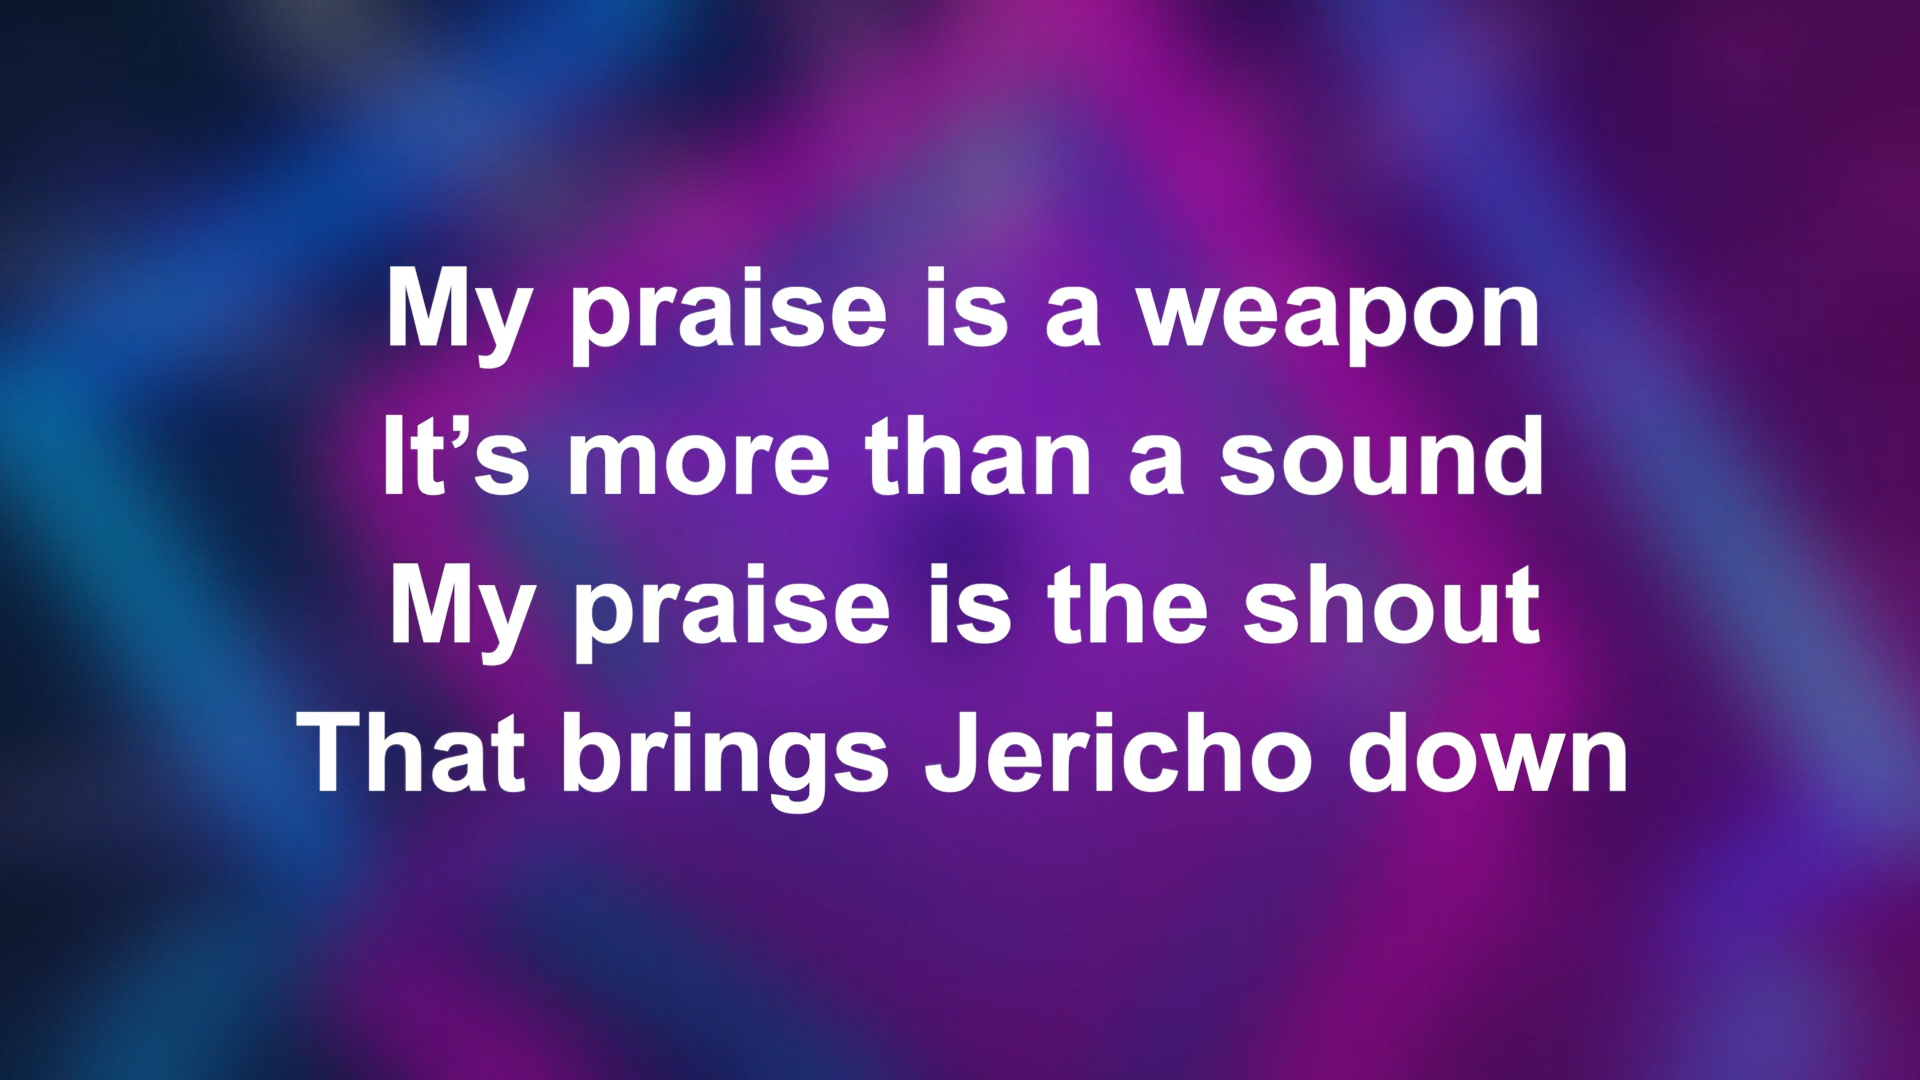 My praise is a weapon
It’s more than a sound
My praise is the shout
That brings Jericho down